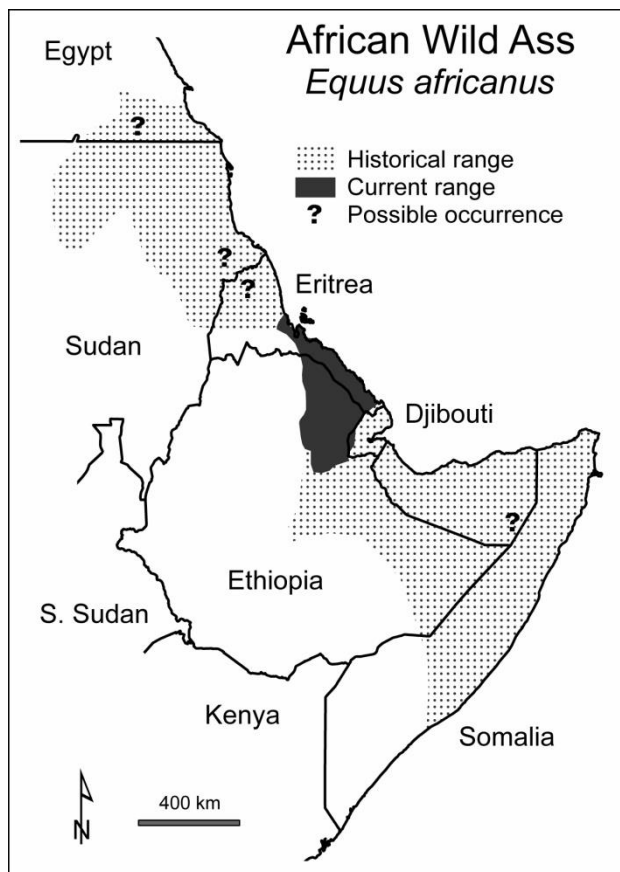 Egypt
African Wild Ass
Equus africanus
?
Historical range
Current range
? Possible occurrence
?
?
Eritrea
Sudan
Djibouti
?
Ethiopia
S. Sudan
Kenya
Somalia
400 km
N